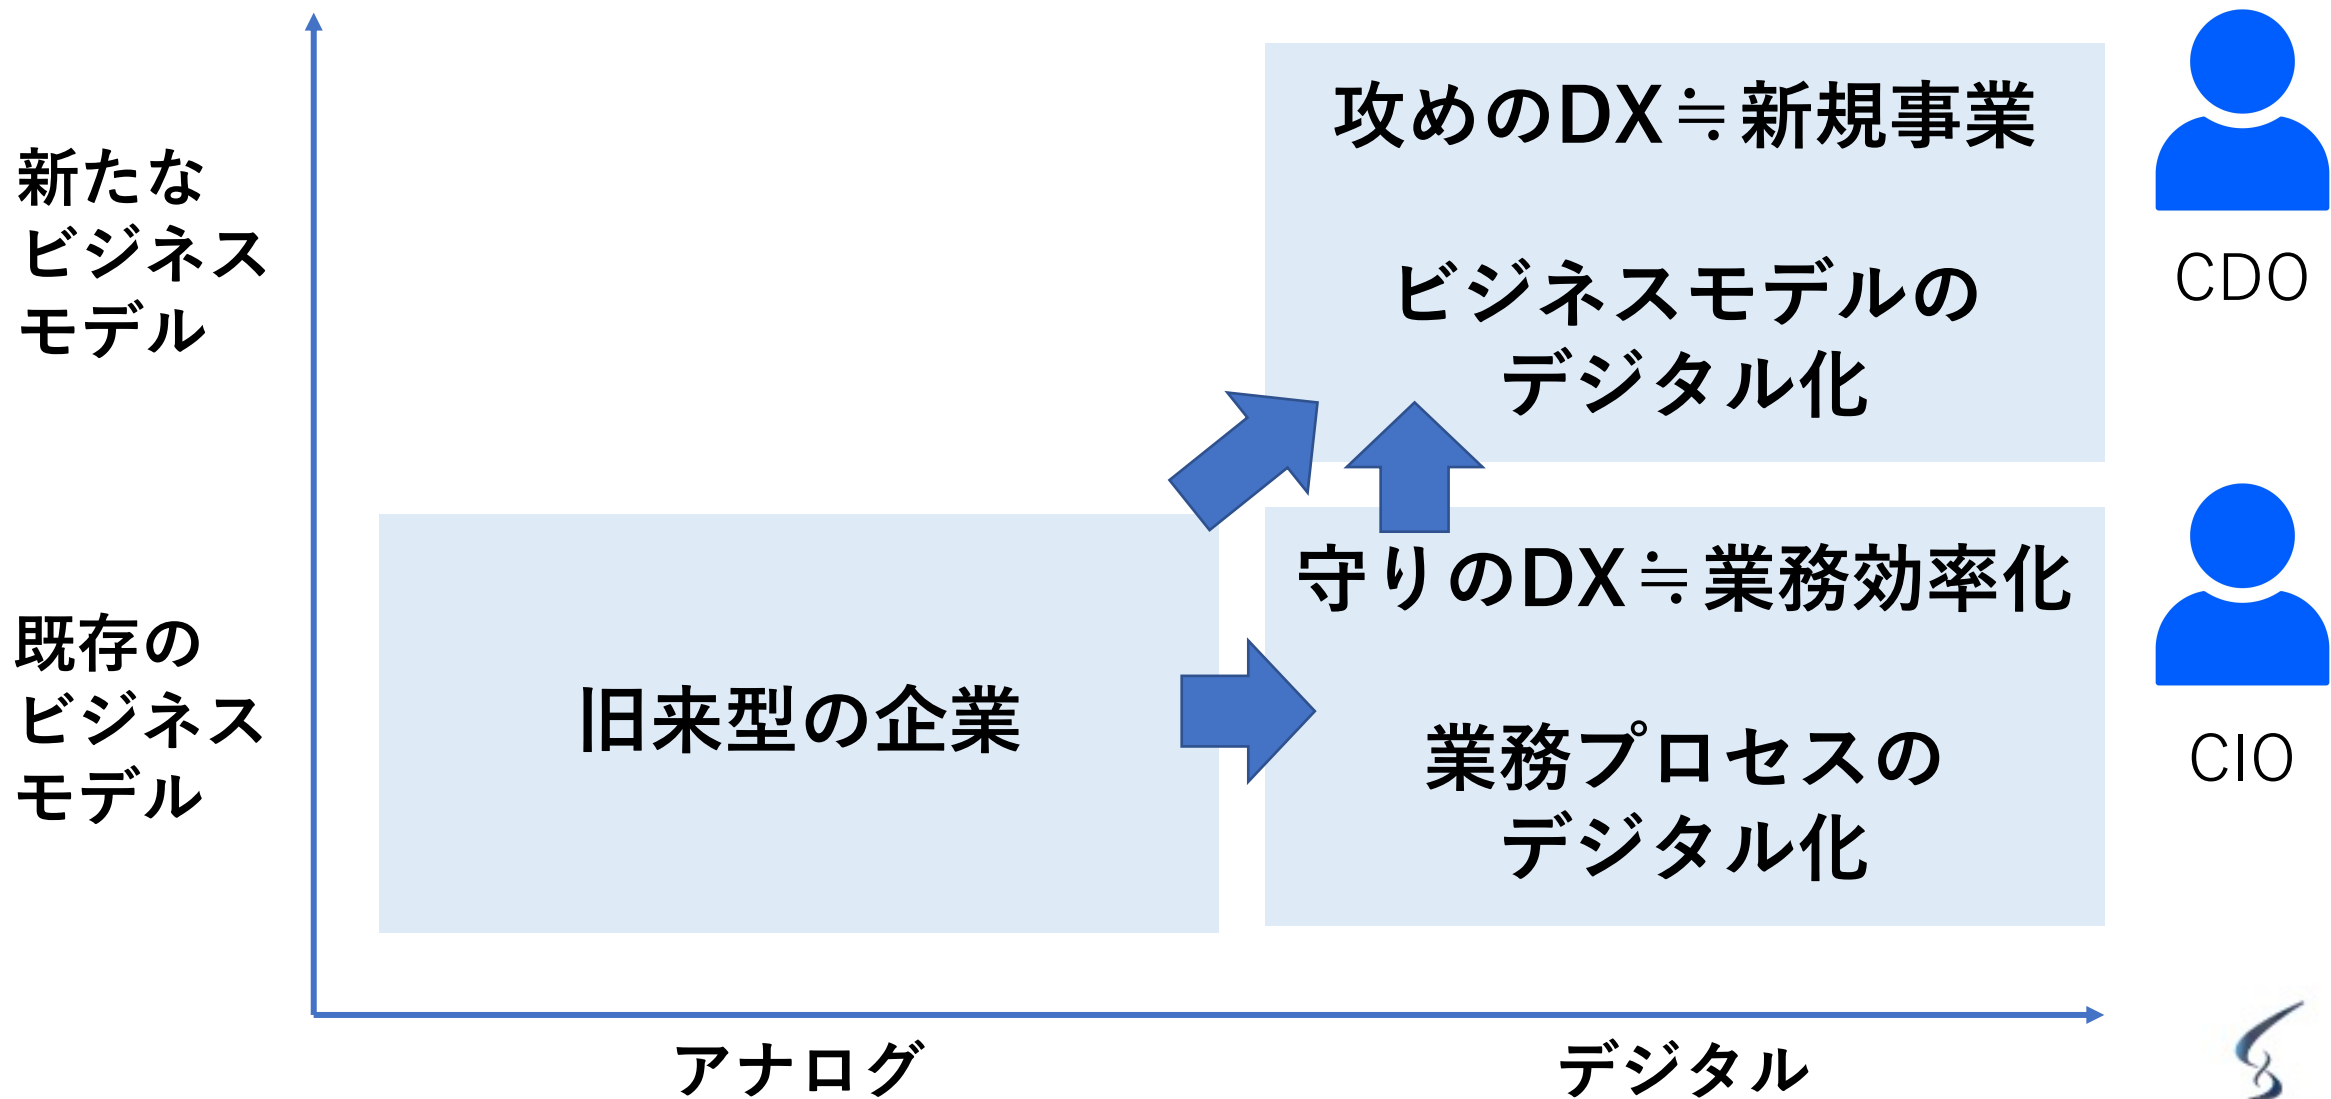 新たな
ビジネス
モデル
攻めのDX≒新規事業
ビジネスモデルの
デジタル化
CDO
既存の
ビジネス
モデル
旧来型の企業
守りのDX≒業務効率化
業務プロセスの
デジタル化
CIO
アナログ
デジタル